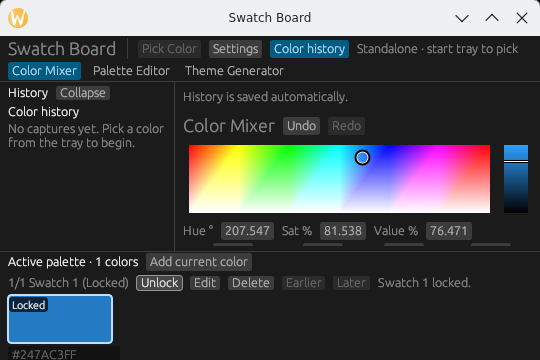 Swatch Board
Swatch Board Pick Color Settings Color history Standalone · start tray to pick
Color Mixer Palette Editor Theme Generator
History Collapse
Color history
No captures yet. Pick a color
from the tray to begin.
History is saved automatically.
Color Mixer Undo Redo
Hue ° 207.547 Sat % 81.538 Value % 76.471
Active palette · 1 colors Add current color
1/1 Swatch 1 (Locked) Unlock Edit Delete Earlier Later Swatch 1 locked.
Locked
#247AC3FF